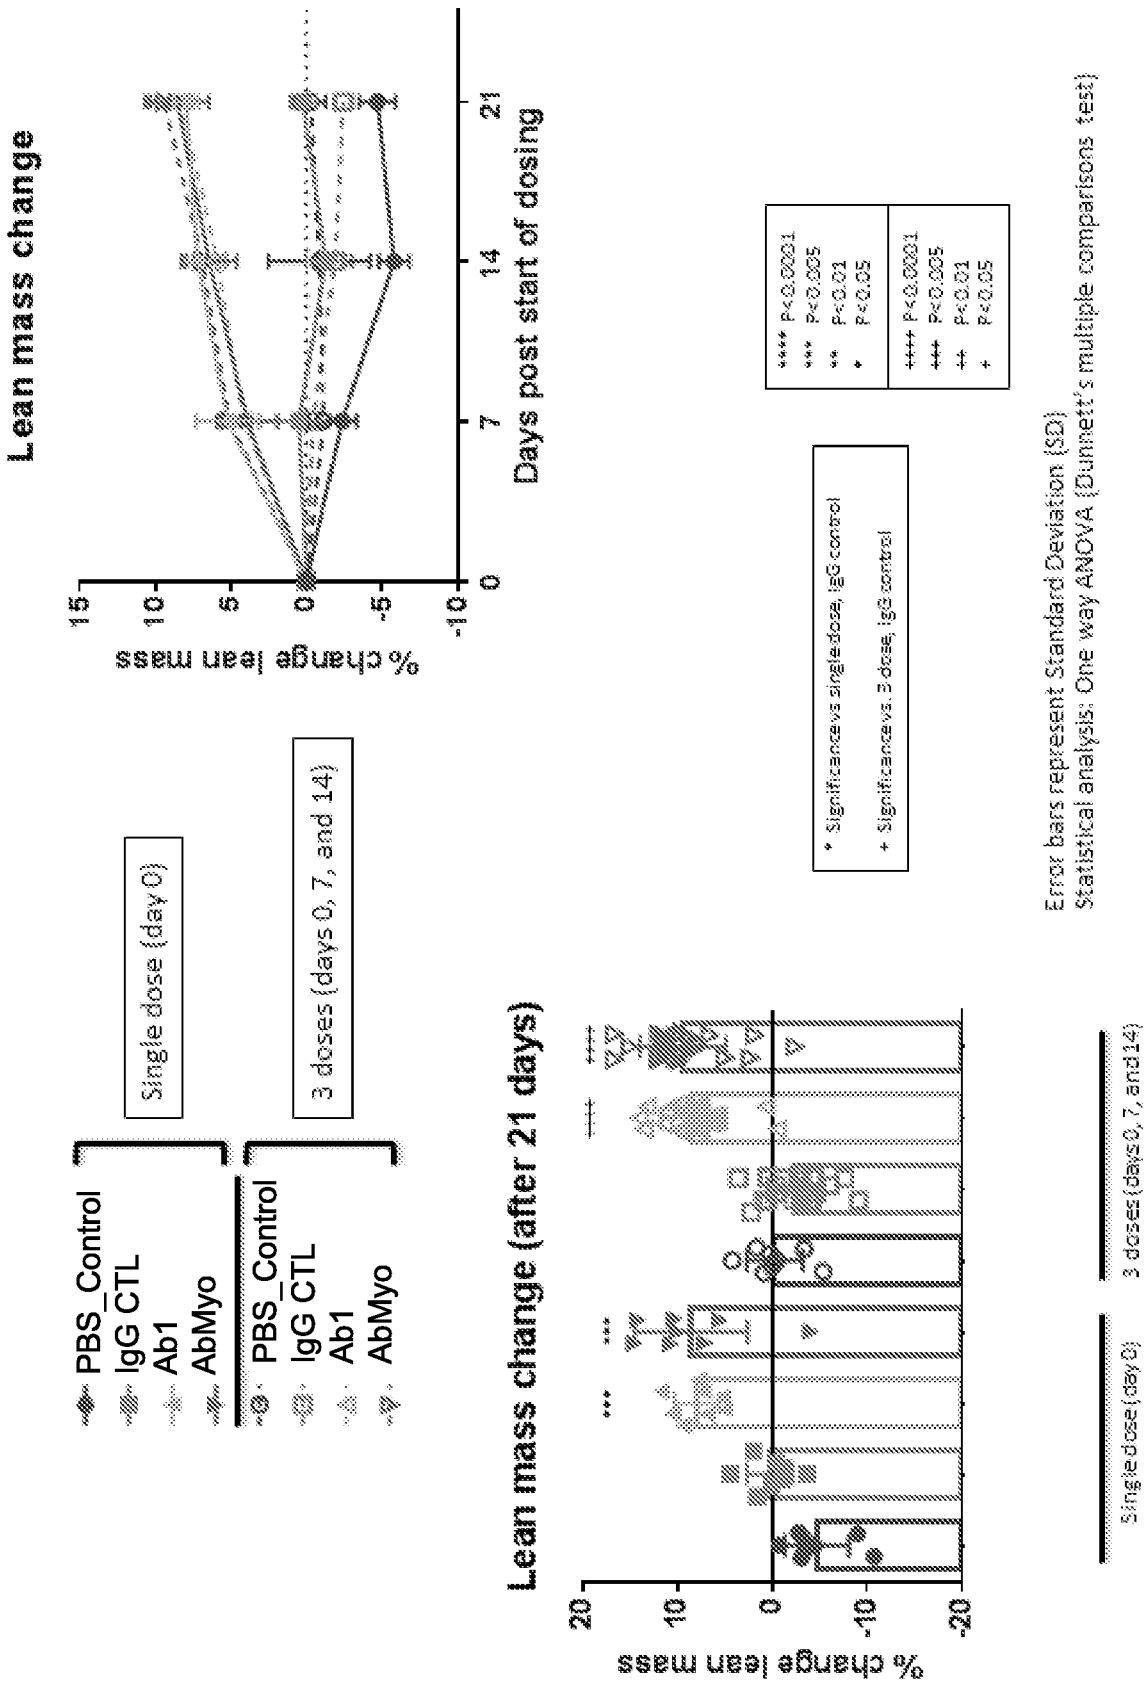 PBS_Control
IgG CTL
Ab1
AbMyo
Single dose (day 0)
PBS_Control
IgG CTL
Ab1
AbMyo
3 doses (days 0, 7, and 14)
Lean mass change
% change lean mass
15
10
5
0
-5
-10
0
7
14
21
Days post start of dosing
Lean mass change (after 21 days)
% change lean mass
20
10
0
-10
-20
***
***
++++
++++
Single dose (day 0)
3 doses (days 0, 7, and 14)
* Significance vs single dose, IgG control
+ Significance vs. 3-dose, IgG control
**** P<0.0001
*** P<0.005
** P<0.01
* P<0.05
++++ P<0.0001
+++ P<0.005
++ P<0.01
+ P<0.05
Error bars represent Standard Deviation (SD)
Statistical analysis: One way ANOVA (Dunnett's multiple comparisons test)